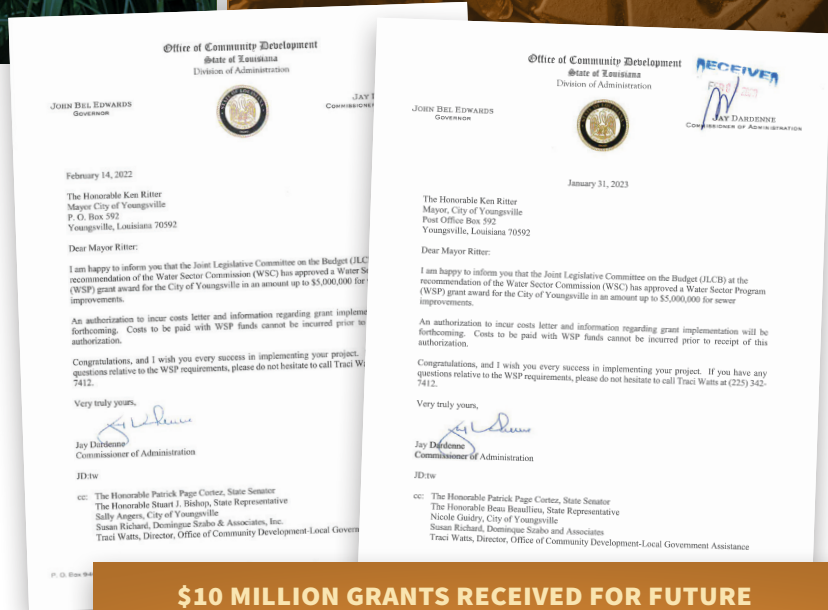 Office of Community Development
State of Louisiana
Division of Administration
JOHN BEL EDWARDS
GOVERNOR
JAY
COMMISSIONER
February 14, 2022
The Honorable Ken Ritter
Mayor City of Youngsville
P. O. Box 592
Youngsville, Louisiana 70592
Dear Mayor Ritter:
I am happy to inform you that the Joint Legislative Committee on the Budget (JLC
recommendation of the Water Sector Commission (WSC) has approved a Water Se
(WSP) grant award for the City of Youngsville in an amount up to $5,000,000 for
improvements.
An authorization to incur costs letter and information regarding grant impleme
forthcoming. Costs to be paid with WSP funds cannot be incurred prior to
authorization.
Congratulations, and I wish you every success in implementing your project.
questions relative to the WSP requirements, please do not hesitate to call Traci Wa
7412.
Very truly yours,
Jay Dardenne
Commissioner of Administration
JD:tw
cc: The Honorable Patrick Page Cortez, State Senator
The Honorable Stuart J. Bishop, State Representative
Sally Angers, City of Youngsville
Susan Richard, Domingue Szabo & Associates, Inc.
Traci Watts, Director, Office of Community Development-Local Govern
P. O. Box 94
Office of Community Development
State of Louisiana
Division of Administration
RECEIVED
JOHN BEL EDWARDS
GOVERNOR
JAY DARDENNE
COMMISSIONER OF ADMINISTRATION
January 31, 2023
The Honorable Ken Ritter
Mayor, City of Youngsville
Post Office Box 592
Youngsville, Louisiana 70592
Dear Mayor Ritter:
I am happy to inform you that the Joint Legislative Committee on the Budget (JLCB) at the
recommendation of the Water Sector Commission (WSC) has approved a Water Sector Program
(WSP) grant award for the City of Youngsville in an amount up to $5,000,000 for sewer
improvements.
An authorization to incur costs letter and information regarding grant implementation will be
forthcoming. Costs to be paid with WSP funds cannot be incurred prior to receipt of this
authorization.
Congratulations, and I wish you every success in implementing your project. If you have any
questions relative to the WSP requirements, please do not hesitate to call Traci Watts at (225) 342-
7412.
Very truly yours,
Jay Dardenne
Commissioner of Administration
JD:tw
cc: The Honorable Patrick Page Cortez, State Senator
The Honorable Beau Beaullieu, State Representative
Nicole Guidry, City of Youngsville
Susan Richard, Dominque Szabo and Associates
Traci Watts, Director, Office of Community Development-Local Government Assistance
$10 MILLION GRANTS RECEIVED FOR FUTURE